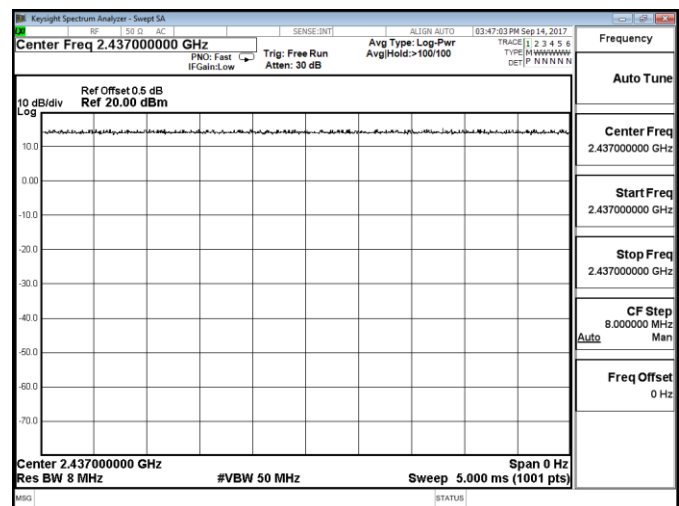 Keysight Spectrum Analyzer - Swept SA
RF 50 Ω AC SENSE:INT ALIGN AUTO 03:47:03 PM Sep 14, 2017
Center Freq 2.437000000 GHz
PNO: Fast
IFGain:Low
Trig: Free Run
Atten: 30 dB
Avg Type: Log-Pwr
Avg|Hold:>100/100
TRACE 1 2 3 4 5 6
TYPE M WWWWW
DET P N N N N N
Ref Offset 0.5 dB
10 dB/div Ref 20.00 dBm
Log
10.0
0.00
-10.0
-20.0
-30.0
-40.0
-50.0
-60.0
-70.0
Center 2.437000000 GHz Span 0 Hz
Res BW 8 MHz #VBW 50 MHz Sweep 5.000 ms (1001 pts)
MSG STATUS
Frequency
Auto Tune
Center Freq
2.437000000 GHz
Start Freq
2.437000000 GHz
Stop Freq
2.437000000 GHz
CF Step
8.000000 MHz
Auto Man
Freq Offset
0 Hz